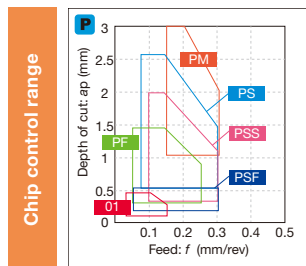 Chip control range
P
Depth of cut: ap (mm)
3
2.5
2
1.5
1
0.5
0
0.1
0.2
0.3
0.4
0.5
Feed: f (mm/rev)
PM
PS
PSS
PF
PSF
01